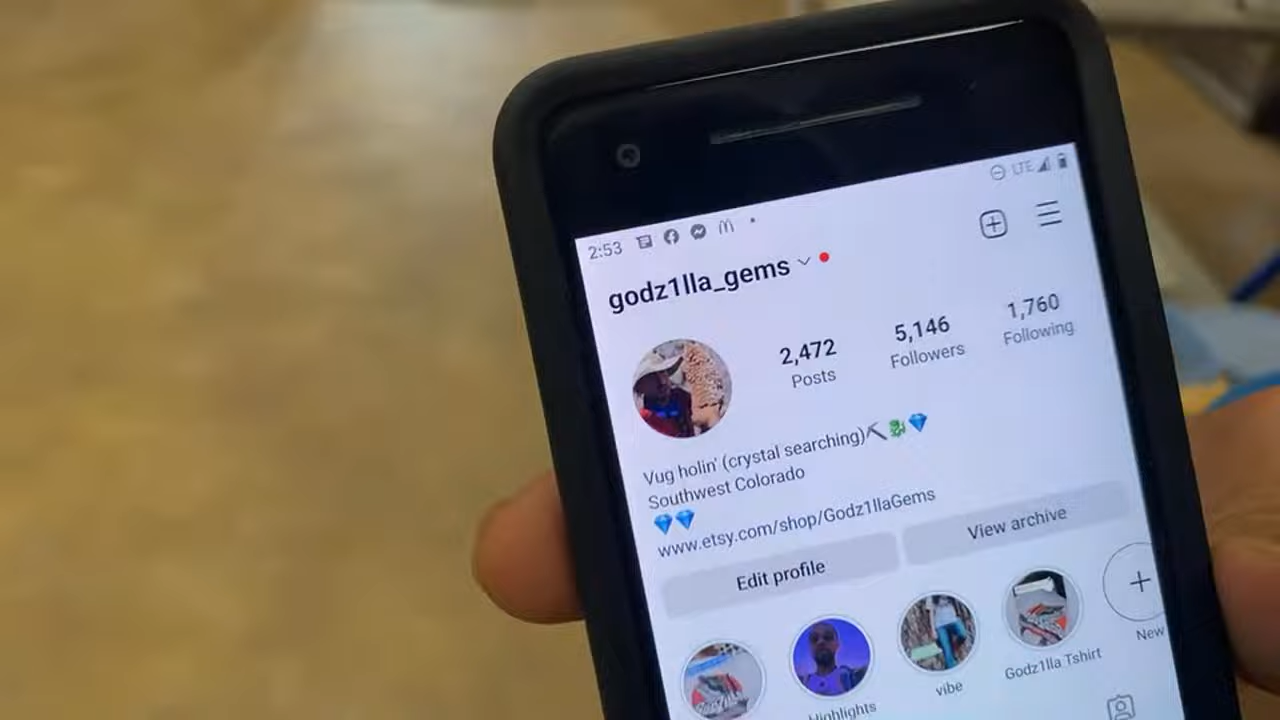 2:53 LTE
godz1lla_gems
2,472 5,146 1,760
Posts Followers Following
Vug holin' (crystal searching)⛏🐉💎
Southwest Colorado
💎💎
www.etsy.com/shop/Godz1llaGems
Edit profile View archive
Highlights vibe Godz1lla Tshirt New